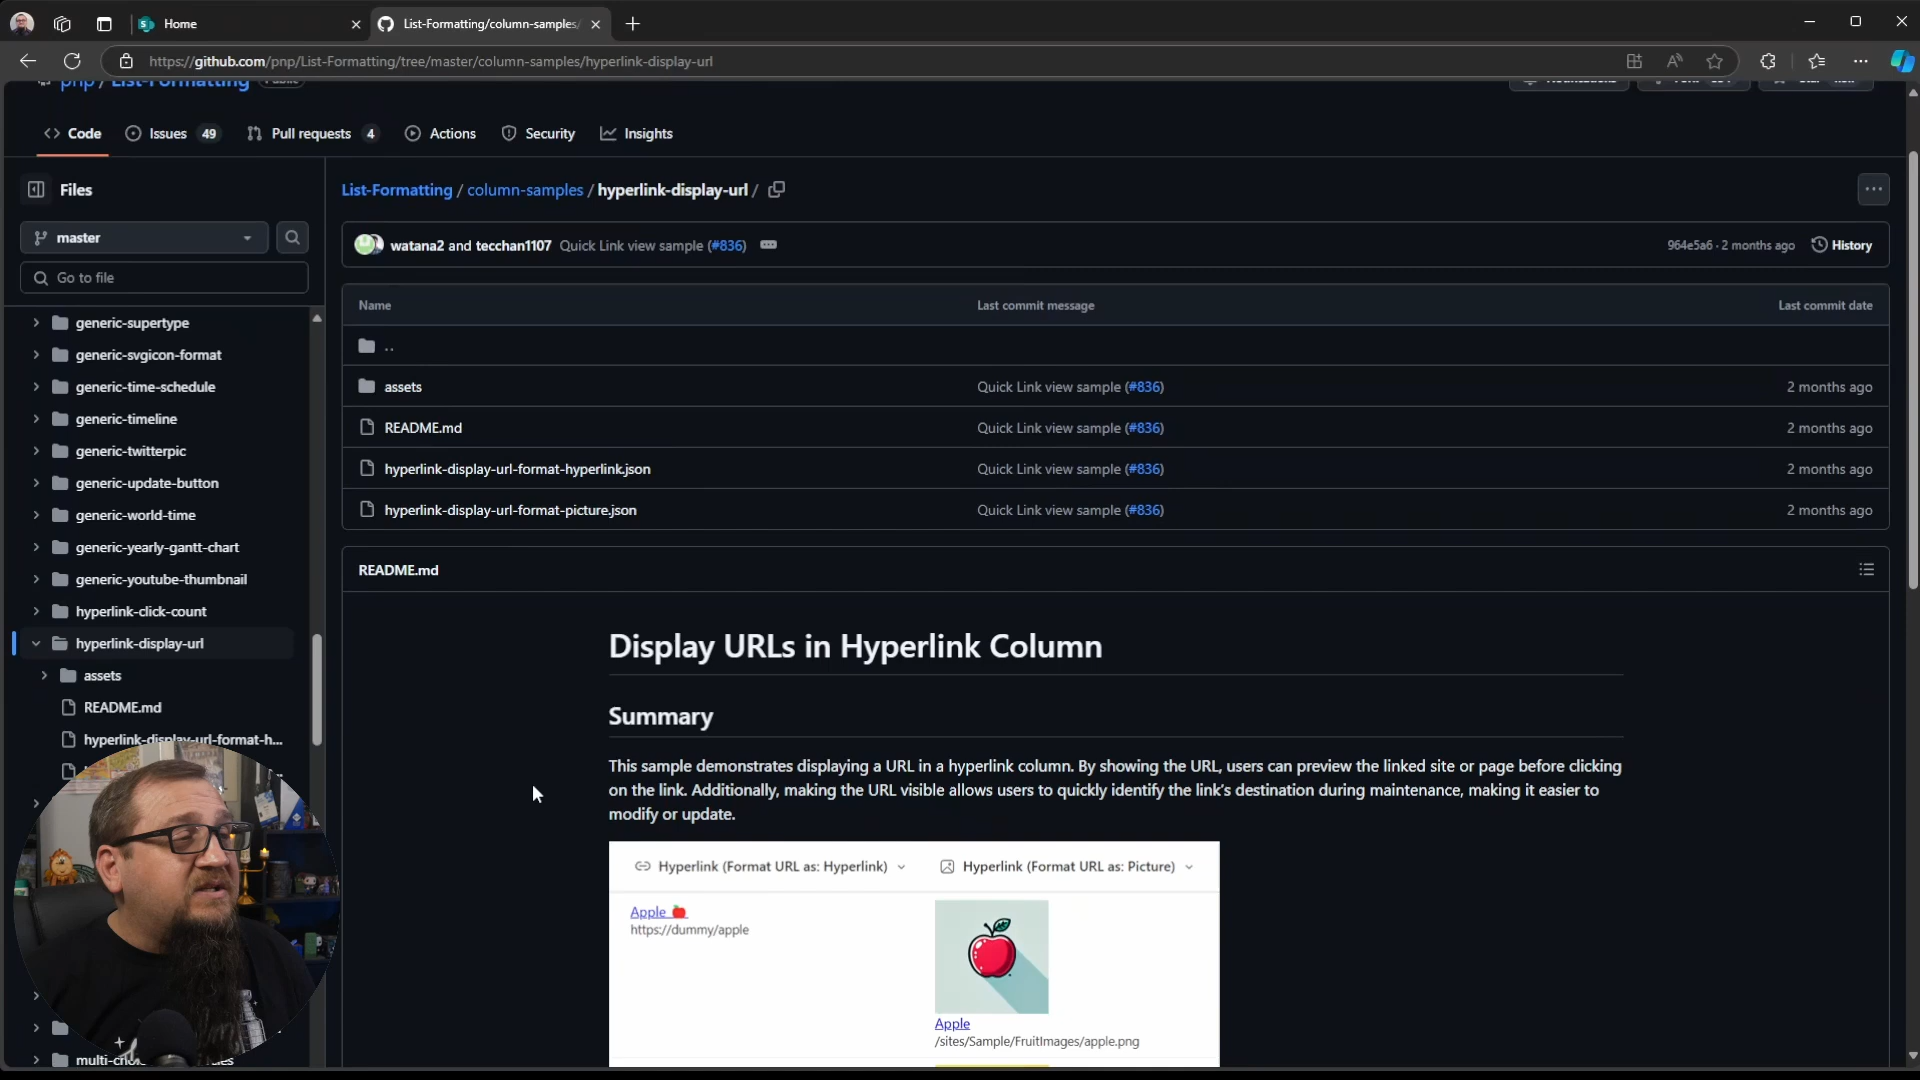 Home
List-Formatting/column-samples/
https://github.com/pnp/List-Formatting/tree/master/column-samples/hyperlink-display-url
pnp / List-Formatting
Code
Issues 49
Pull requests 4
Actions
Security
Insights
Files
List-Formatting / column-samples / hyperlink-display-url /
master
watana2 and tecchan1107 Quick Link view sample (#836)
964e5a6 · 2 months ago
History
Go to file
Name
Last commit message
Last commit date
..
assets
Quick Link view sample (#836)
2 months ago
README.md
Quick Link view sample (#836)
2 months ago
hyperlink-display-url-format-hyperlink.json
Quick Link view sample (#836)
2 months ago
hyperlink-display-url-format-picture.json
Quick Link view sample (#836)
2 months ago
generic-supertype
generic-svgicon-format
generic-time-schedule
generic-timeline
generic-twitterpic
generic-update-button
generic-world-time
generic-yearly-gantt-chart
generic-youtube-thumbnail
hyperlink-click-count
hyperlink-display-url
assets
README.md
hyperlink-display-url-format-h...
README.md
Display URLs in Hyperlink Column
Summary
This sample demonstrates displaying a URL in a hyperlink column. By showing the URL, users can preview the linked site or page before clicking
on the link. Additionally, making the URL visible allows users to quickly identify the link's destination during maintenance, making it easier to
modify or update.
Hyperlink (Format URL as: Hyperlink)
Hyperlink (Format URL as: Picture)
Apple
https://dummy/apple
Apple
/sites/Sample/FruitImages/apple.png